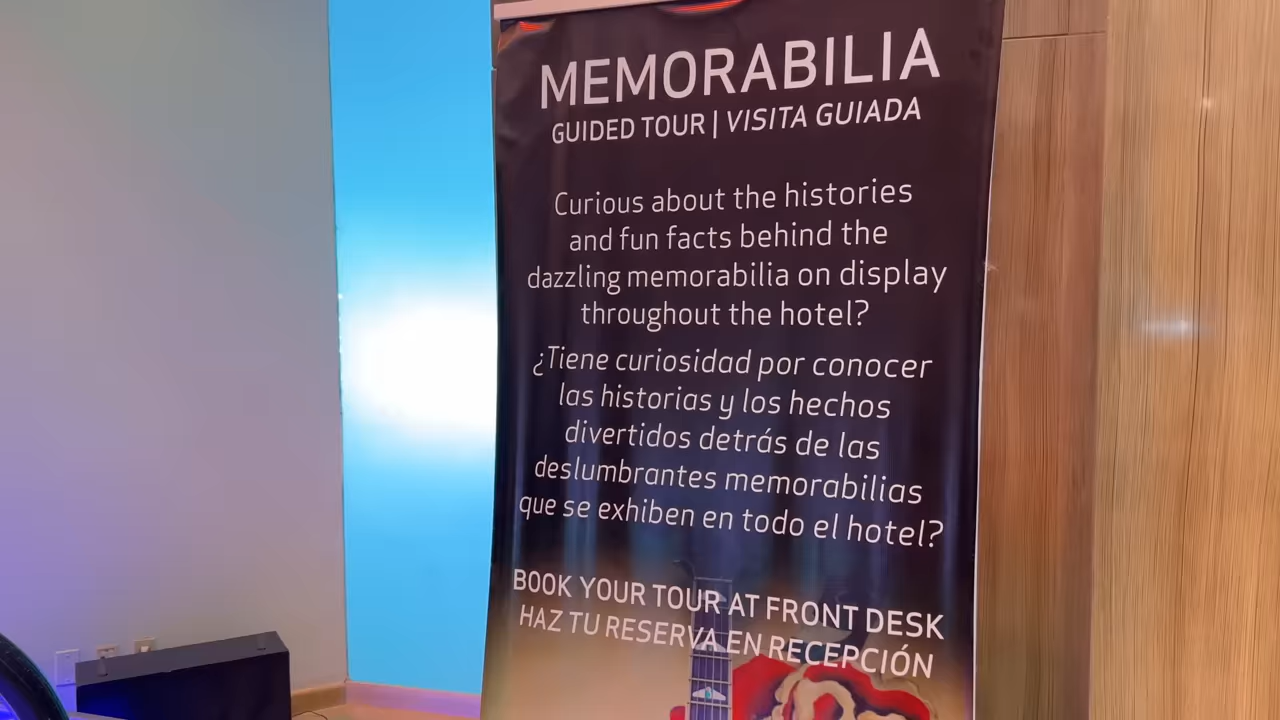 MEMORABILIA
GUIDED TOUR | VISITA GUIADA
Curious about the histories
and fun facts behind the
dazzling memorabilia on display
throughout the hotel?
¿Tiene curiosidad por conocer
las historias y los hechos
divertidos detrás de las
deslumbrantes memorabilias
que se exhiben en todo el hotel?
BOOK YOUR TOUR AT FRONT DESK
HAZ TU RESERVA EN RECEPCIÓN